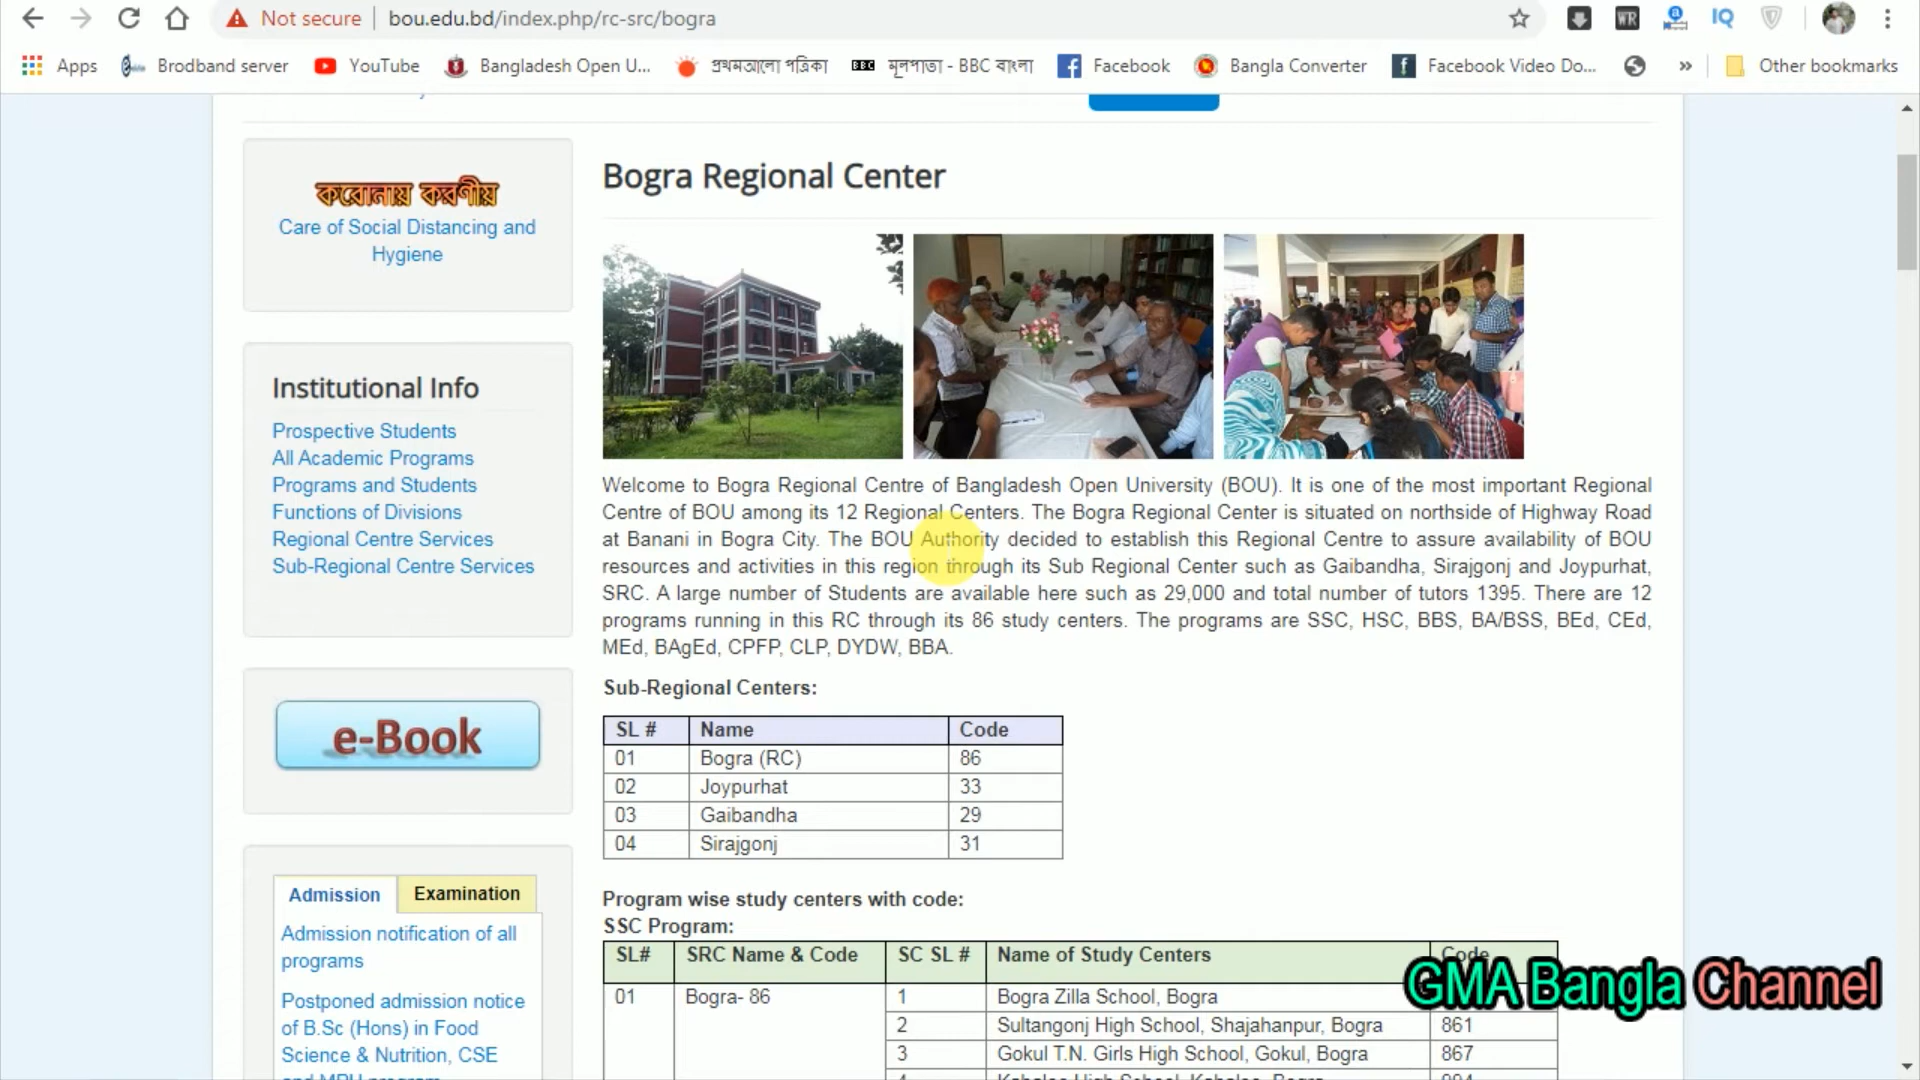 Not secure | bou.edu.bd/index.php/rc-src/bogra
WR
IQ
Apps Brodband server YouTube Bangladesh Open U... প্রথমআলো পত্রিকা BBC মূলপাতা - BBC বাংলা Facebook Bangla Converter Facebook Video Do... » Other bookmarks
করোনায় করণীয়
Care of Social Distancing and
Hygiene
Institutional Info
Prospective Students
All Academic Programs
Programs and Students
Functions of Divisions
Regional Centre Services
Sub-Regional Centre Services
e-Book
Admission Examination
Admission notification of all
programs
Postponed admission notice
of B.Sc (Hons) in Food
Science & Nutrition, CSE
and MPH program
Bogra Regional Center
Welcome to Bogra Regional Centre of Bangladesh Open University (BOU). It is one of the most important Regional
Centre of BOU among its 12 Regional Centers. The Bogra Regional Center is situated on northside of Highway Road
at Banani in Bogra City. The BOU Authority decided to establish this Regional Centre to assure availability of BOU
resources and activities in this region through its Sub Regional Center such as Gaibandha, Sirajgonj and Joypurhat,
SRC. A large number of Students are available here such as 29,000 and total number of tutors 1395. There are 12
programs running in this RC through its 86 study centers. The programs are SSC, HSC, BBS, BA/BSS, BEd, CEd,
MEd, BAgEd, CPFP, CLP, DYDW, BBA.
Sub-Regional Centers:
SL # Name Code
01 Bogra (RC) 86
02 Joypurhat 33
03 Gaibandha 29
04 Sirajgonj 31
Program wise study centers with code:
SSC Program:
SL# SRC Name & Code SC SL # Name of Study Centers Code
01 Bogra- 86 1 Bogra Zilla School, Bogra
2 Sultangonj High School, Shajahanpur, Bogra 861
3 Gokul T.N. Girls High School, Gokul, Bogra 867
GMA Bangla Channel